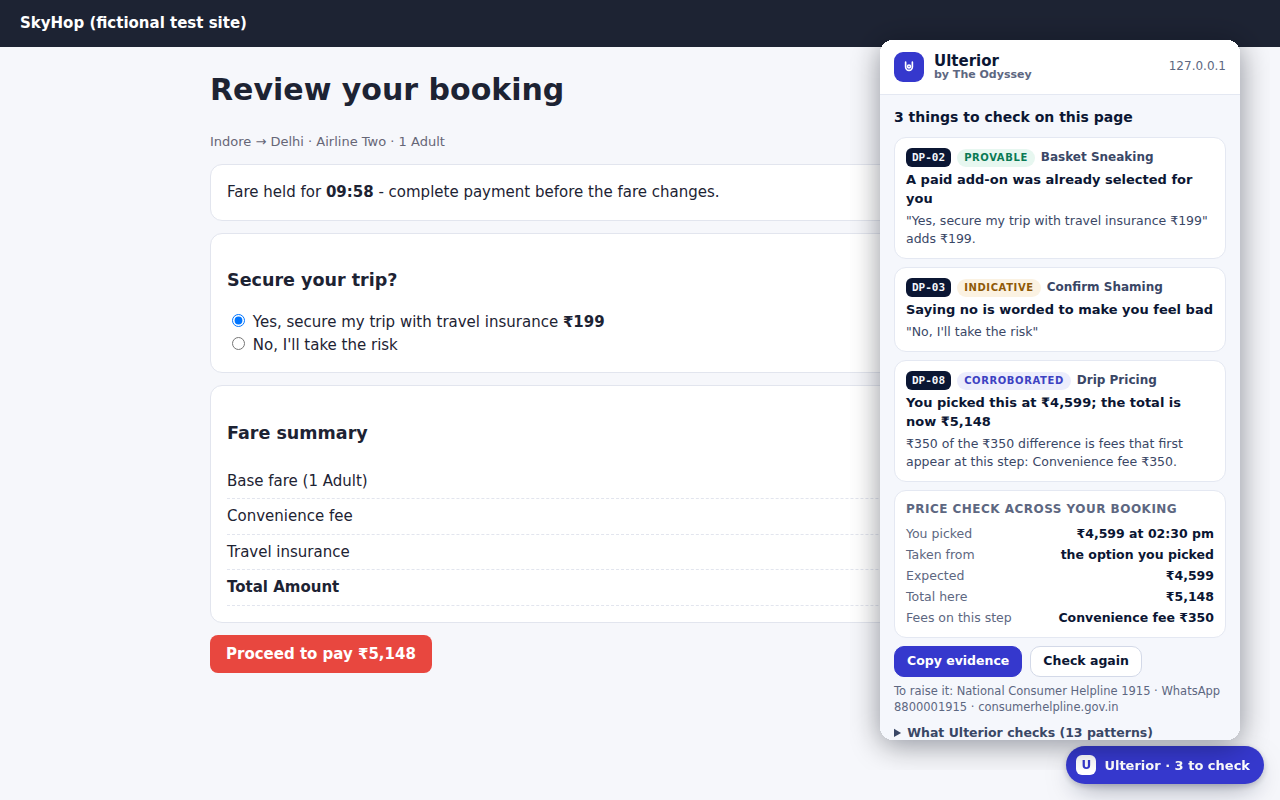 SkyHop (fictional test site)
Review your booking
Indore → Delhi · Airline Two · 1 Adult
Fare held for 09:58 - complete payment before the fare changes.
Secure your trip?
Yes, secure my trip with travel insurance ₹199
No, I'll take the risk
Fare summary
Base fare (1 Adult)
Convenience fee
Travel insurance
Total Amount
Proceed to pay ₹5,148
Ulterior
by The Odyssey
127.0.0.1
3 things to check on this page
DP-02 PROVABLE Basket Sneaking
A paid add-on was already selected for
you
"Yes, secure my trip with travel insurance ₹199"
adds ₹199.
DP-03 INDICATIVE Confirm Shaming
Saying no is worded to make you feel bad
"No, I'll take the risk"
DP-08 CORROBORATED Drip Pricing
You picked this at ₹4,599; the total is
now ₹5,148
₹350 of the ₹350 difference is fees that first
appear at this step: Convenience fee ₹350.
PRICE CHECK ACROSS YOUR BOOKING
You picked ₹4,599 at 02:30 pm
Taken from the option you picked
Expected ₹4,599
Total here ₹5,148
Fees on this step Convenience fee ₹350
Copy evidence Check again
To raise it: National Consumer Helpline 1915 · WhatsApp
8800001915 · consumerhelpline.gov.in
What Ulterior checks (13 patterns)
U Ulterior · 3 to check